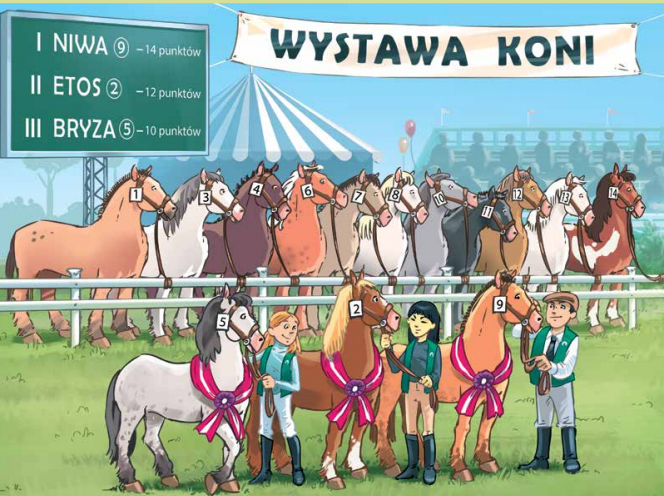 WYSTAWA KONI
I NIWA ⑨ – 14 punktów
II ETOS ② – 12 punktów
III BRYZA ⑤ – 10 punktów
1 3 4 6 7 8 10 11 12 13 14
5 2 9